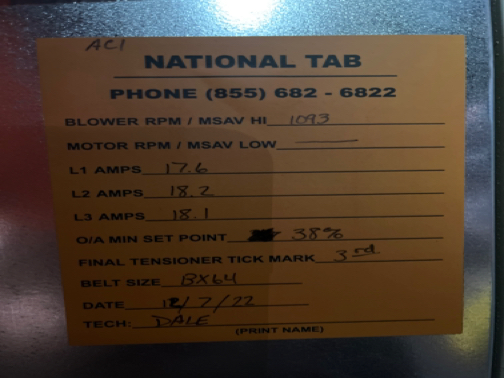 AC1
NATIONAL TAB
PHONE (855) 682 - 6822
BLOWER RPM / MSAV HI 1093
MOTOR RPM / MSAV LOW —
L1 AMPS 17.6
L2 AMPS 18.2
L3 AMPS 18.1
O/A MIN SET POINT 38%
FINAL TENSIONER TICK MARK 3rd
BELT SIZE BX64
DATE /7/22
TECH: DALE
(PRINT NAME)